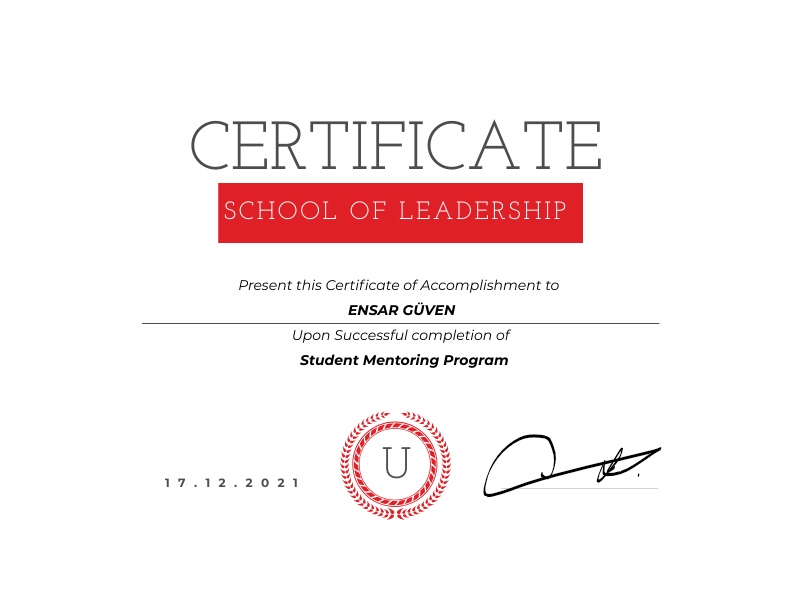 CERTIFICATE
SCHOOL OF LEADERSHIP
Present this Certificate of Accomplishment to
ENSAR GÜVEN
Upon Successful completion of
Student Mentoring Program
U
17.12.2021